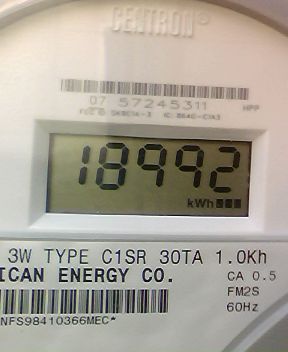 CENTRON®
07 57245311 MPP
18992
kWh
3W TYPE C1SR 30TA 1.0Kh
ICAN ENERGY CO. CA 0.5
FM2S
NFS98410366MEC* 60Hz